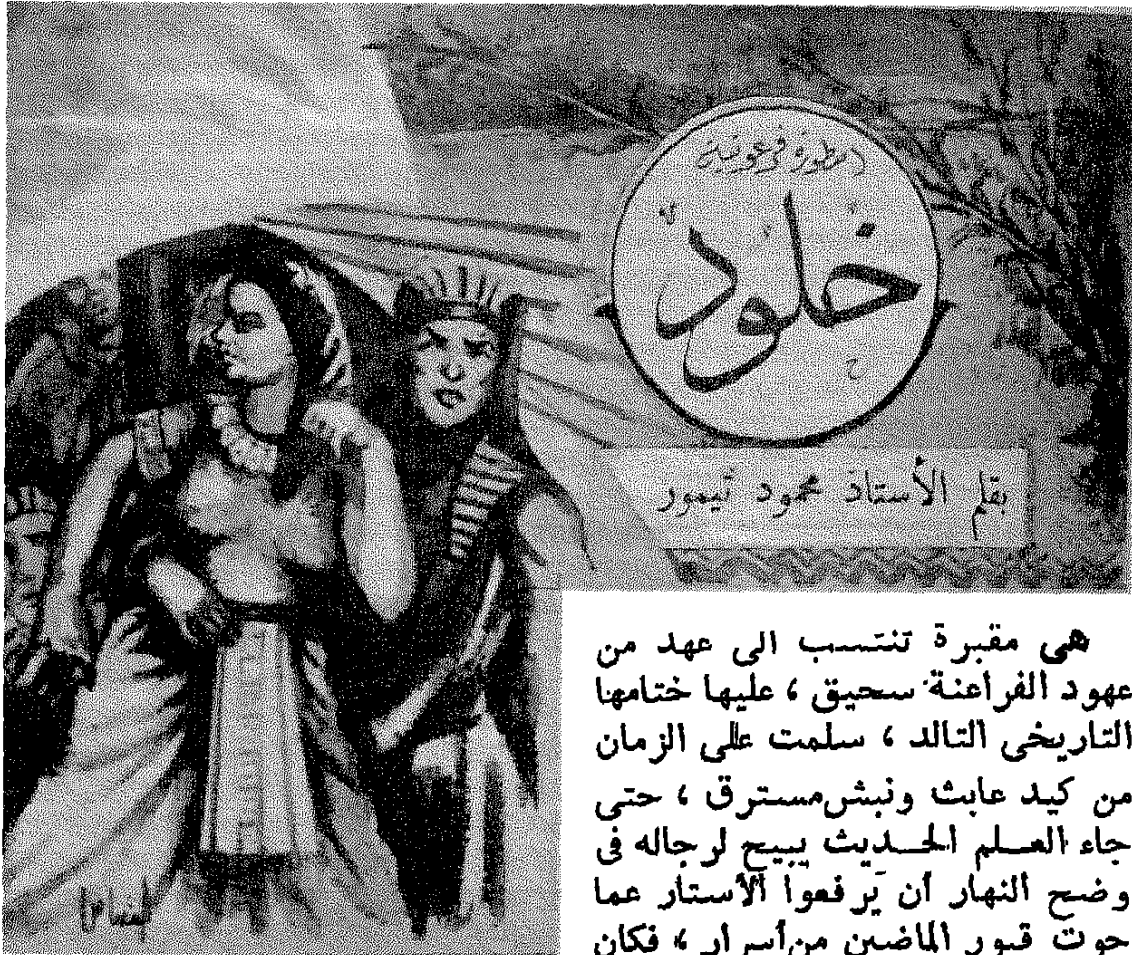 أسطورة فرعونية
خلود
بقلم الأستاذ محمود تيمور
هى مقبرة تنتسب الى عهد من
عهود الفراعنة سحيق ، عليها ختامها
التاريخى التالد ، سلمت على الزمان
من كيد عابث ونبش مسترق ، حتى
جاء العلم الحديث يبيح لرجاله فى
وضح النهار أن يرفعوا الأستار عما
حوت قبور الماضين من أسرار ، فكان